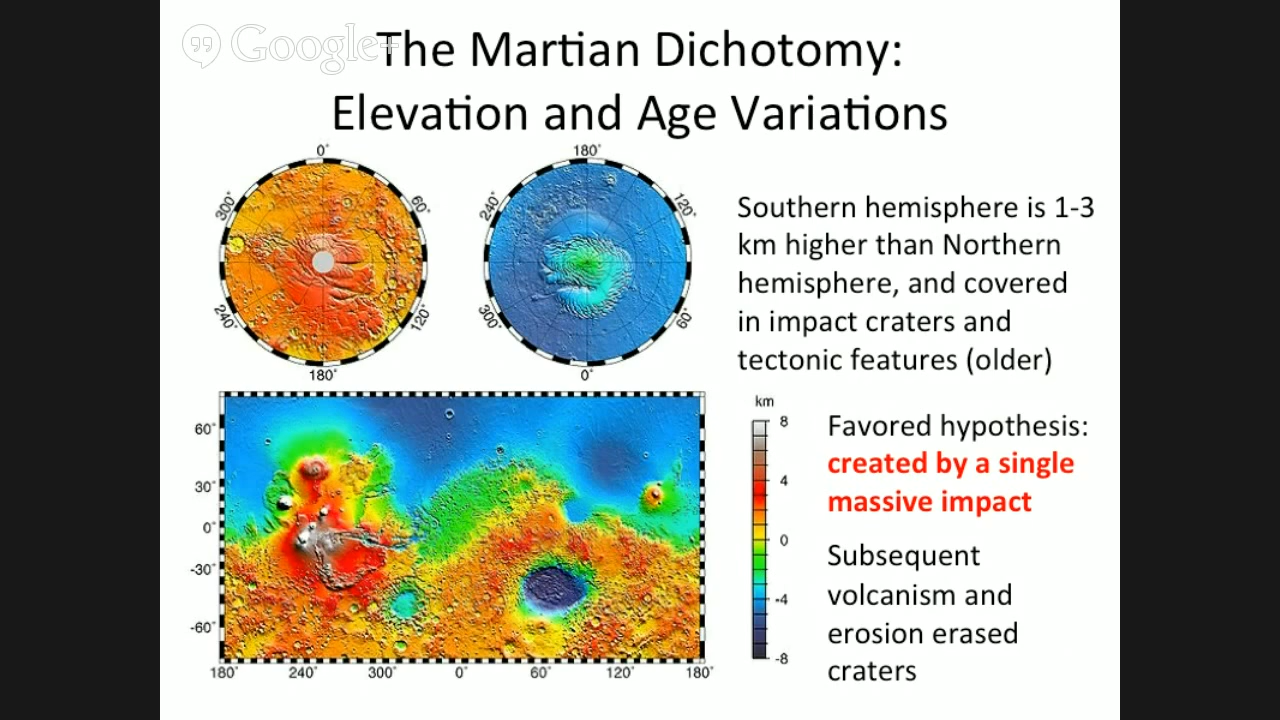 Google+
The Martian Dichotomy:
Elevation and Age Variations
0°
300°
60°
240°
120°
180°
180°
240°
120°
300°
60°
0°
Southern hemisphere is 1-3
km higher than Northern
hemisphere, and covered
in impact craters and
tectonic features (older)
60°
30°
0°
-30°
-60°
180°
240°
300°
0°
60°
120°
180°
km
8
4
0
-4
-8
Favored hypothesis:
created by a single
massive impact
Subsequent
volcanism and
erosion erased
craters